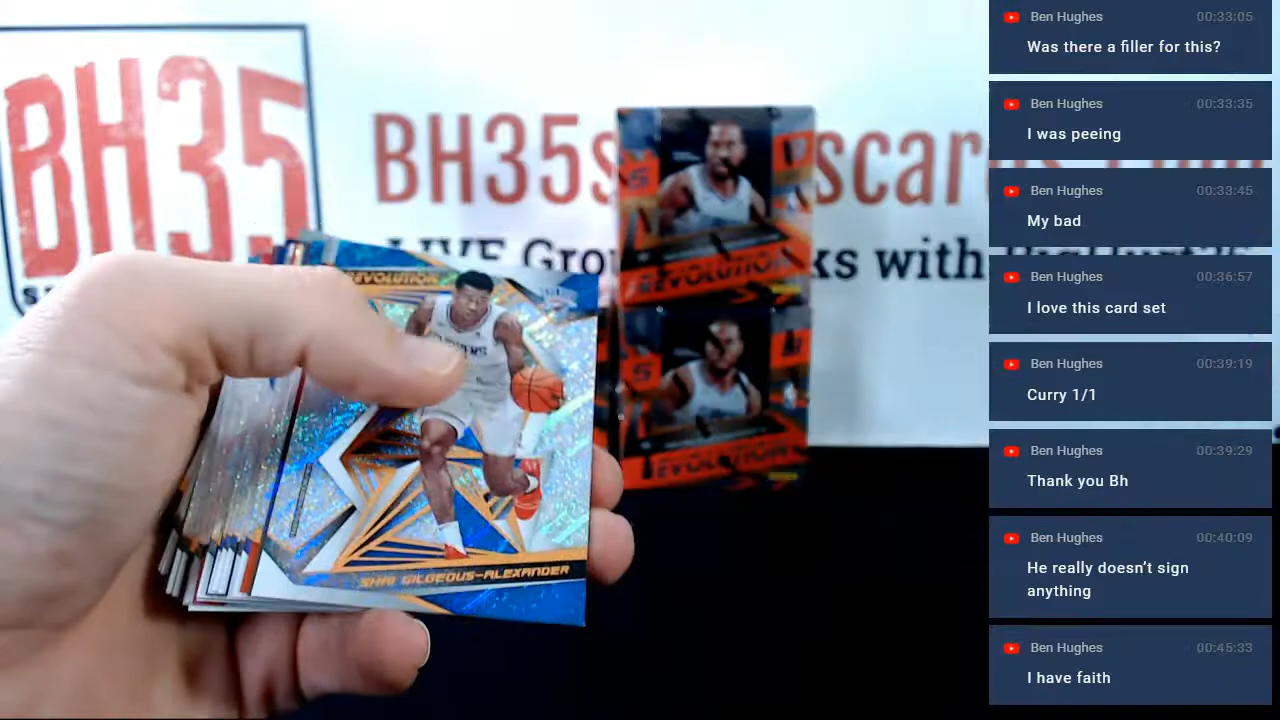 BH35
BH35s scar
LIVE Gro ks with
REVOLUTION
SHAI GILGEOUS-ALEXANDER
REVOLUTION
REVOLUTION
Ben Hughes 00:33:05
Was there a filler for this?
Ben Hughes 00:33:35
I was peeing
Ben Hughes 00:33:45
My bad
Ben Hughes 00:36:57
I love this card set
Ben Hughes 00:39:19
Curry 1/1
Ben Hughes 00:39:29
Thank you Bh
Ben Hughes 00:40:09
He really doesn’t sign
anything
Ben Hughes 00:45:33
I have faith